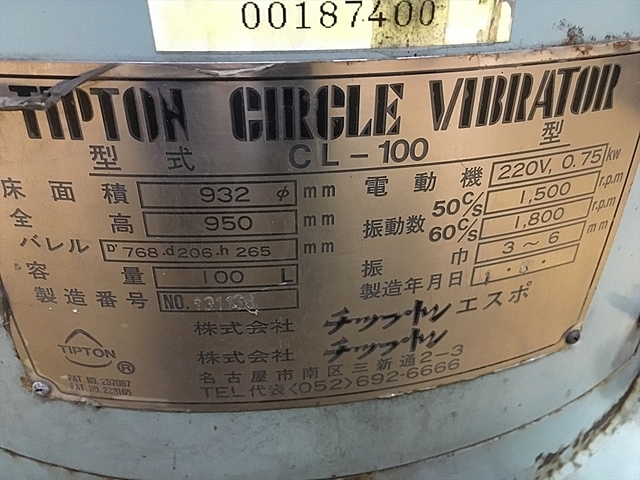 00187400
TIPTON CIRCLE VIBRATOR
型式 CL-100 型
床面積 932 φ mm
全高 950 mm
バレル D' 768.d206.h 265 mm
容量 100 L
製造番号 NO.
電動機 220V, 0.75 kw
振動数 50 c/s 1,500 r.p.m
60 c/s 1,800 r.p.m
振巾 3~6 mm
製造年月日
株式会社 チップトン エスポ
株式会社 チップトン
名古屋市南区三新通2-3
TEL代表〈052〉692-6666
TIPTON ®
PAT. NO. 237067